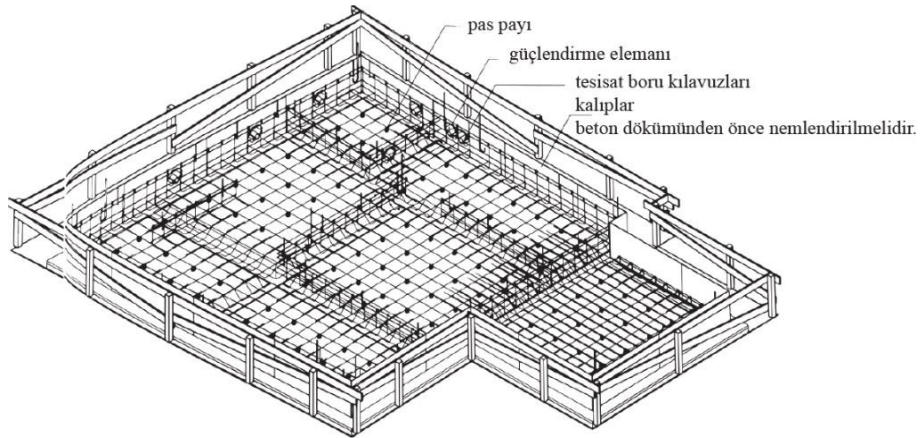 pas payı
güçlendirme elemanı
tesisat boru kılavuzları
kalıplar
beton dökümünden önce nemlendirilmelidir.